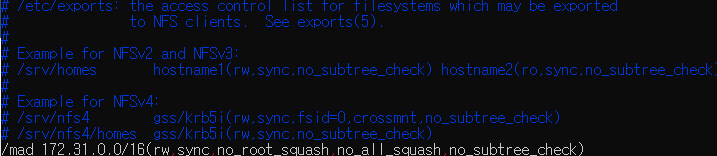 # /etc/exports: the access control list for filesystems which may be exported
#               to NFS clients.  See exports(5).
#
# Example for NFSv2 and NFSv3:
# /srv/homes       hostname1(rw,sync,no_subtree_check) hostname2(ro,sync,no_subtree_check
#
# Example for NFSv4:
# /srv/nfs4        gss/krb5i(rw,sync,fsid=0,crossmnt,no_subtree_check)
# /srv/nfs4/homes  gss/krb5i(rw,sync,no_subtree_check)
/mad 172.31.0.0/16(rw,sync,no_root_squash,no_all_squash,no_subtree_check)